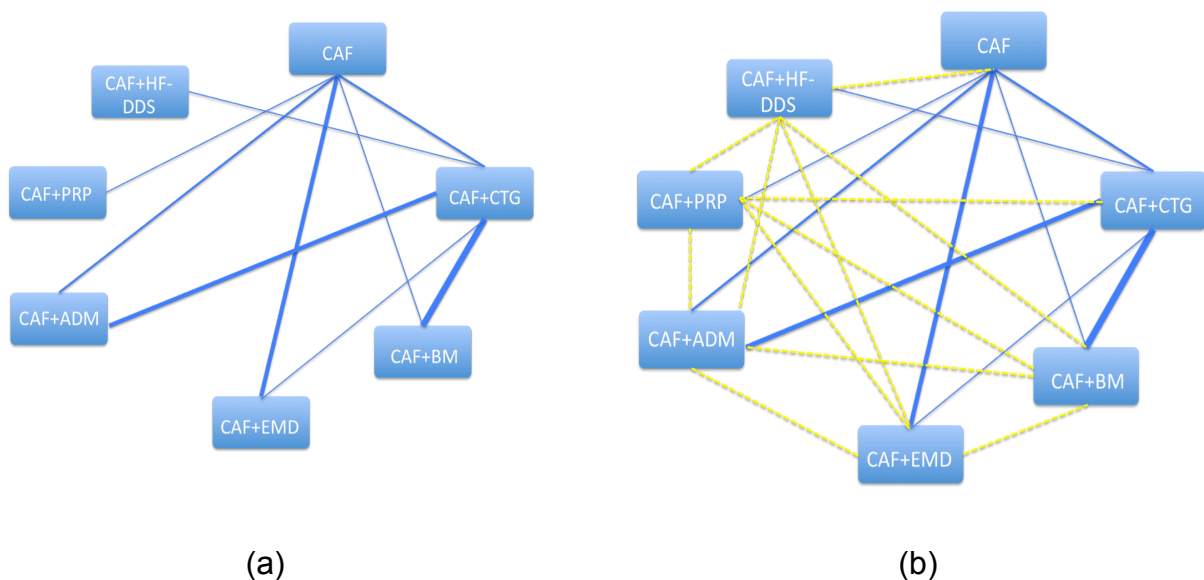 CAF
CAF+HF-
DDS
CAF+PRP
CAF+CTG
CAF+ADM
CAF+BM
CAF+EMD
(a)
CAF
CAF+HF-
DDS
CAF+PRP
CAF+CTG
CAF+ADM
CAF+BM
CAF+EMD
(b)